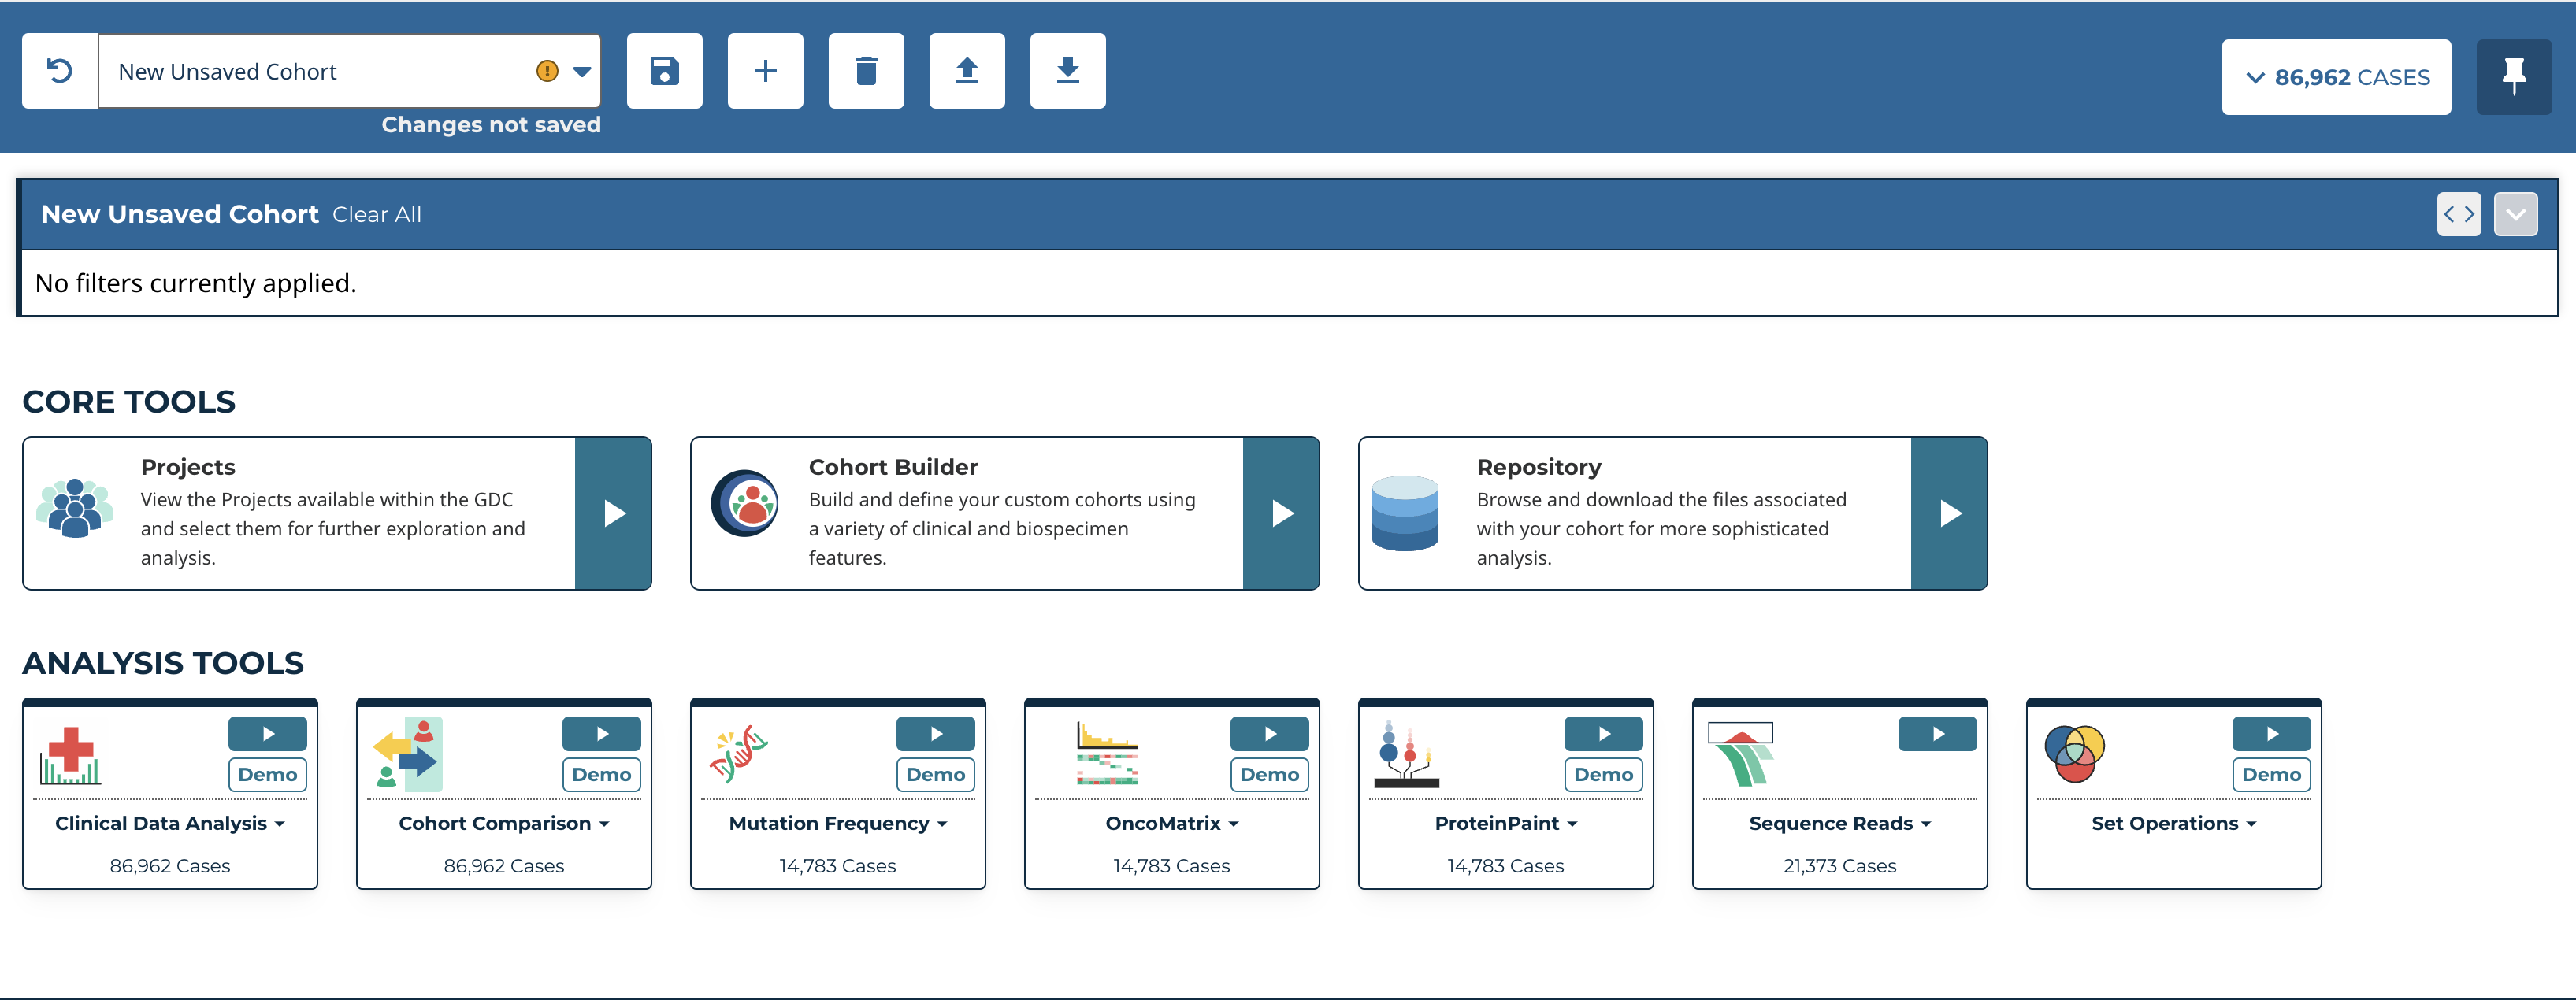 New Unsaved Cohort
Changes not saved
86,962 CASES
New Unsaved Cohort Clear All
No filters currently applied.
CORE TOOLS
Projects
View the Projects available within the GDC
and select them for further exploration and
analysis.
Cohort Builder
Build and define your custom cohorts using
a variety of clinical and biospecimen
features.
Repository
Browse and download the files associated
with your cohort for more sophisticated
analysis.
ANALYSIS TOOLS
Demo
Clinical Data Analysis
86,962 Cases
Demo
Cohort Comparison
86,962 Cases
Demo
Mutation Frequency
14,783 Cases
Demo
OncoMatrix
14,783 Cases
Demo
ProteinPaint
14,783 Cases
Sequence Reads
21,373 Cases
Demo
Set Operations